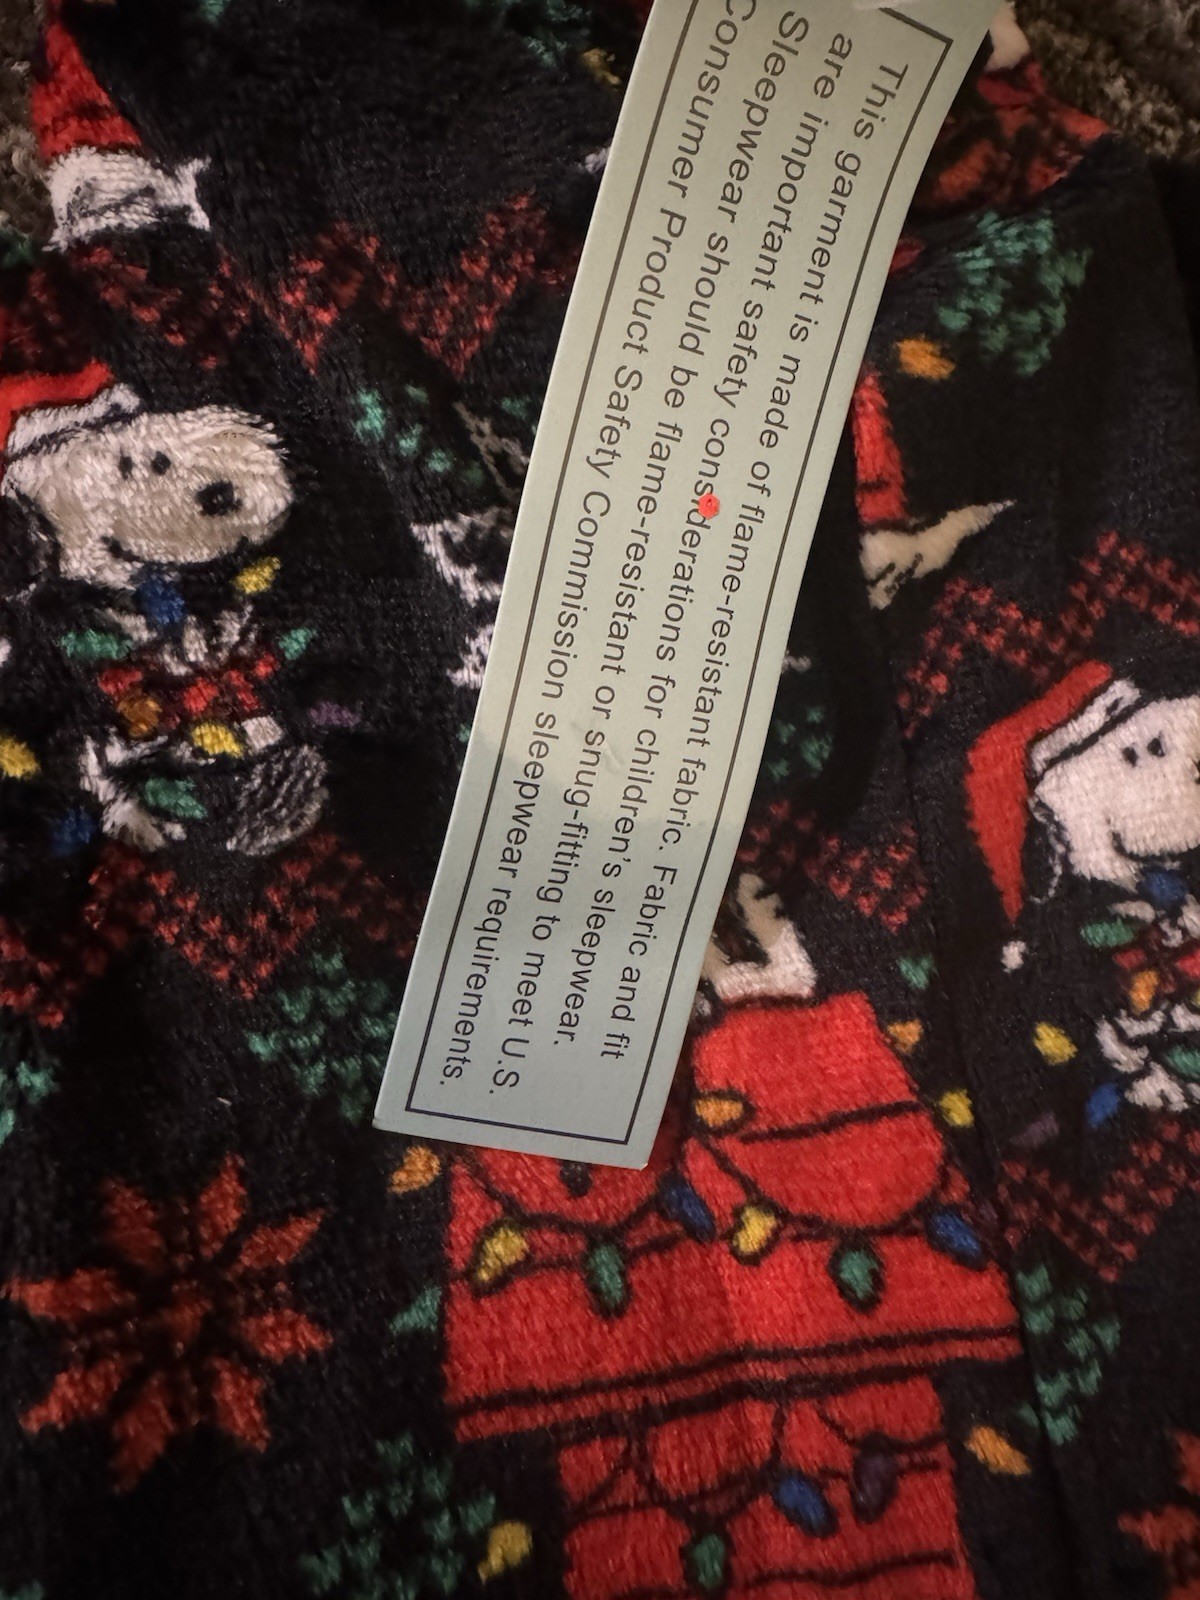 This garment is made of flame-resistant fabric. Fabric and fit
are important safety considerations for children's sleepwear.
Sleepwear should be flame-resistant or snug-fitting to meet U.S.
Consumer Product Safety Commission sleepwear requirements.